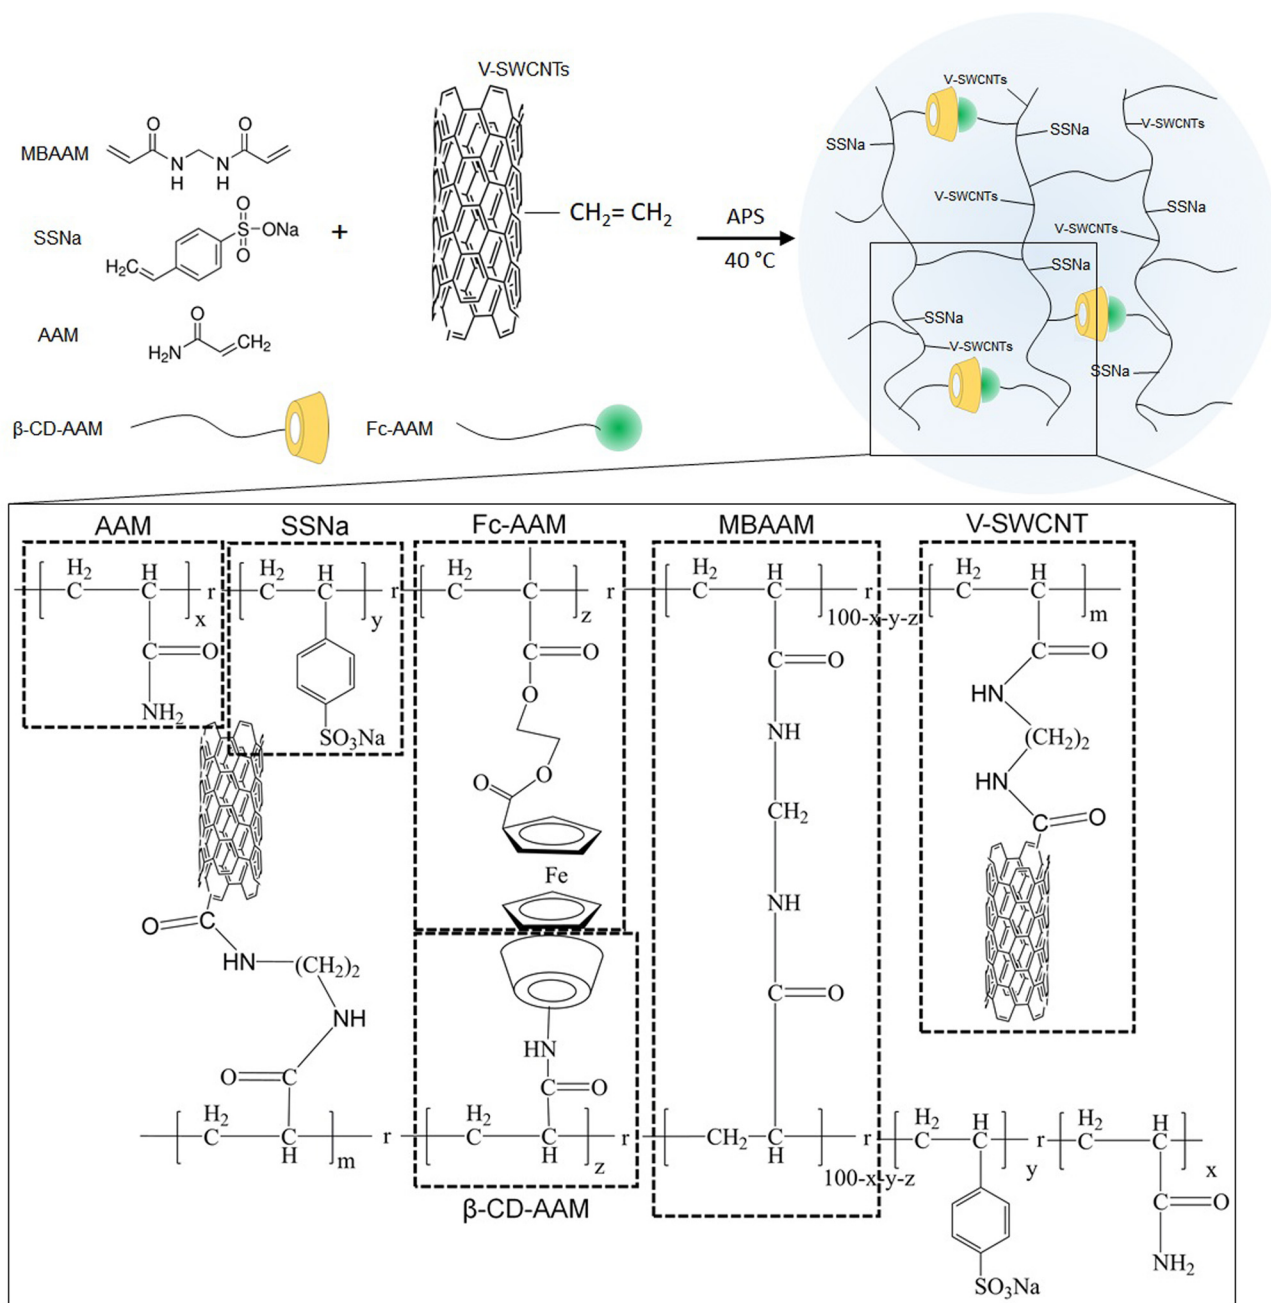 V-SWCNTs
MBAAM
O
O
N
H
N
H
SSNa
H₂C
O
S
ONa
O
+
CH₂= CH₂
APS
40 °C
AAM
O
H₂N
CH₂
β-CD-AAM
Fc-AAM
V-SWCNTs
SSNa
SSNa
V-SWCNTs
V-SWCNTs
SSNa
V-SWCNTs
SSNa
SSNa
V-SWCNTs
SSNa
AAM
SSNa
Fc-AAM
MBAAM
V-SWCNT
H₂
C
H
C
x
r
C
O
NH₂
H₂
C
H
C
y
r
SO₃Na
H₂
C
C
z
r
C
O
O
O
O
Fe
H₂
C
H
C
100-x-y-z
r
C
O
NH
CH₂
NH
C
O
H₂
C
H
C
m
C
O
HN
(CH₂)₂
HN
C
O
O
C
HN
(CH₂)₂
NH
O
C
H₂
C
C
H
m
r
HN
C
O
H₂
C
C
H
z
r
β-CD-AAM
CH₂
C
H
100-x-y-z
r
H₂
C
H
C
y
r
SO₃Na
H₂
C
H
C
x
C
O
NH₂